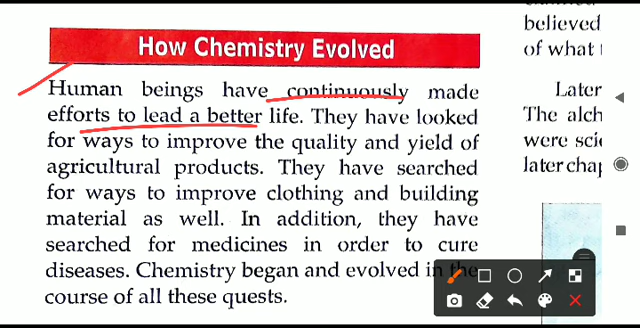 How Chemistry Evolved
Human beings have continuously made
efforts to lead a better life. They have looked
for ways to improve the quality and yield of
agricultural products. They have searched
for ways to improve clothing and building
material as well. In addition, they have
searched for medicines in order to cure
diseases. Chemistry began and evolved in the
course of all these quests.
believed
of what
Later
The alch
were scie
later chap